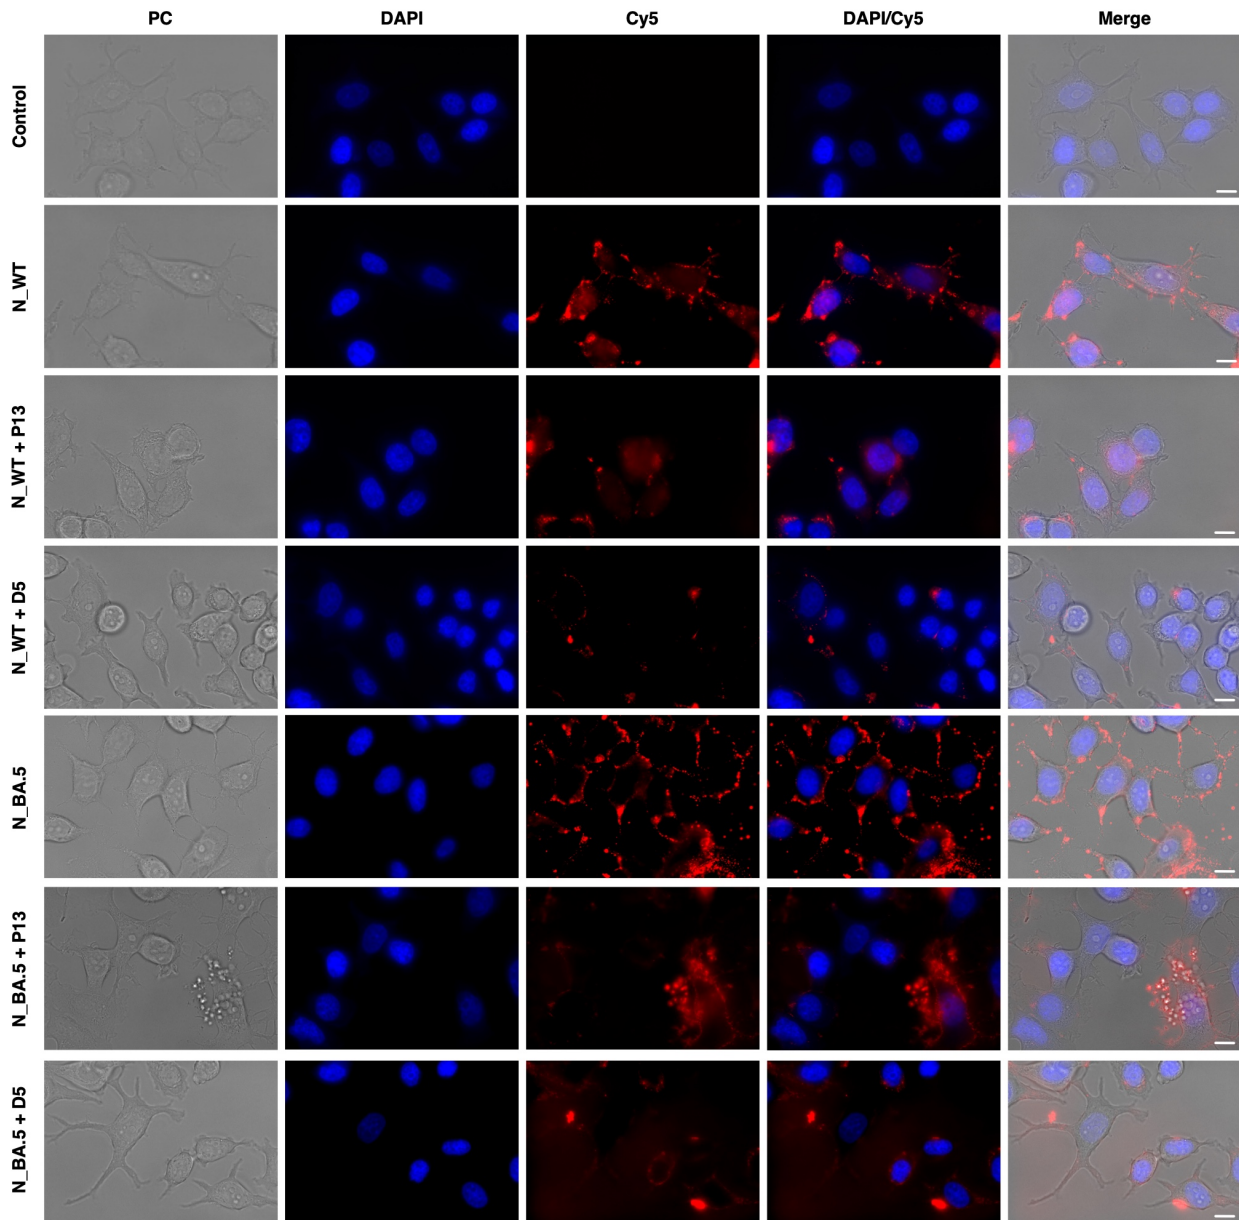 PC DAPI Cy5 DAPI/Cy5 Merge
Control
N_WT
N_WT + P13
N_WT + D5
N_BA.5
N_BA.5 + P13
N_BA.5 + D5